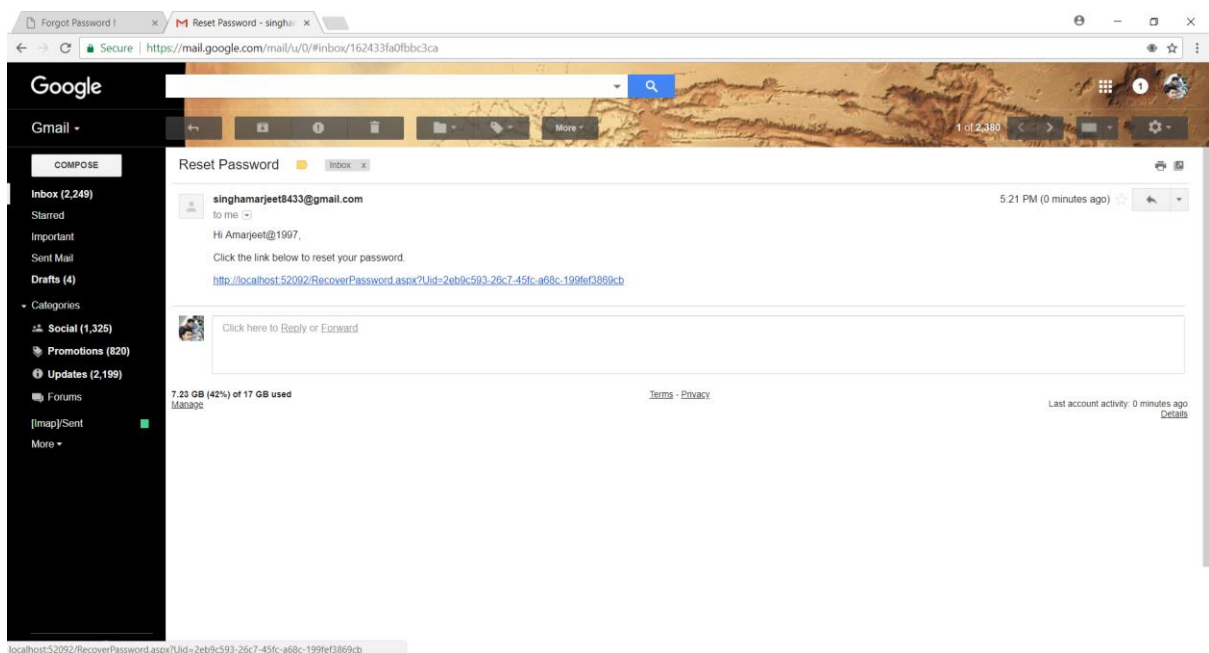 Forgot Password !
Reset Password - singha
Secure | https://mail.google.com/mail/u/0/#inbox/162433fa0fbbc3ca
Google
1
Gmail
More
1 of 2,380
COMPOSE
Reset Password
Inbox x
Inbox (2,249)
Starred
Important
Sent Mail
Drafts (4)
Categories
Social (1,325)
Promotions (820)
Updates (2,199)
Forums
[Imap]/Sent
More
singhamarjeet8433@gmail.com
5:21 PM (0 minutes ago)
to me
Hi Amarjeet@1997,
Click the link below to reset your password.
http://localhost:52092/RecoverPassword.aspx?Uid=2eb9c593-26c7-45fc-a68c-199fef3869cb
Click here to Reply or Forward
7.23 GB (42%) of 17 GB used
Manage
Terms - Privacy
Last account activity: 0 minutes ago
Details
localhost:52092/RecoverPassword.aspx?Uid=2eb9c593-26c7-45fc-a68c-199fef3869cb